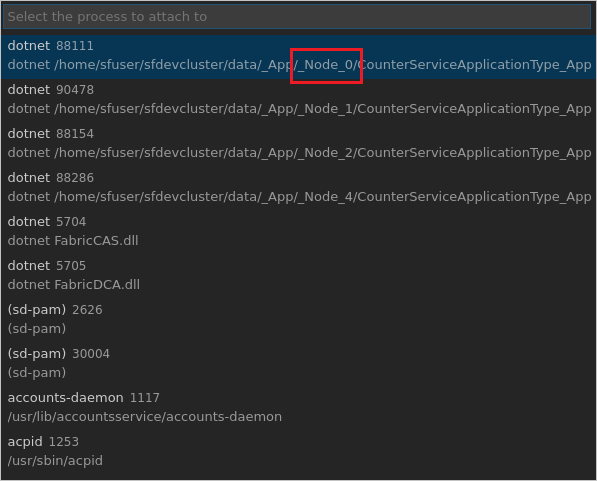 Select the process to attach to
dotnet 88111
dotnet /home/sfuser/sfdevcluster/data/_App/_Node_0/CounterServiceApplicationType_App
dotnet 90478
dotnet /home/sfuser/sfdevcluster/data/_App/_Node_1/CounterServiceApplicationType_App
dotnet 88154
dotnet /home/sfuser/sfdevcluster/data/_App/_Node_2/CounterServiceApplicationType_App
dotnet 88286
dotnet /home/sfuser/sfdevcluster/data/_App/_Node_4/CounterServiceApplicationType_App
dotnet 5704
dotnet FabricCAS.dll
dotnet 5705
dotnet FabricDCA.dll
(sd-pam) 2626
(sd-pam)
(sd-pam) 30004
(sd-pam)
accounts-daemon 1117
/usr/lib/accountsservice/accounts-daemon
acpid 1253
/usr/sbin/acpid